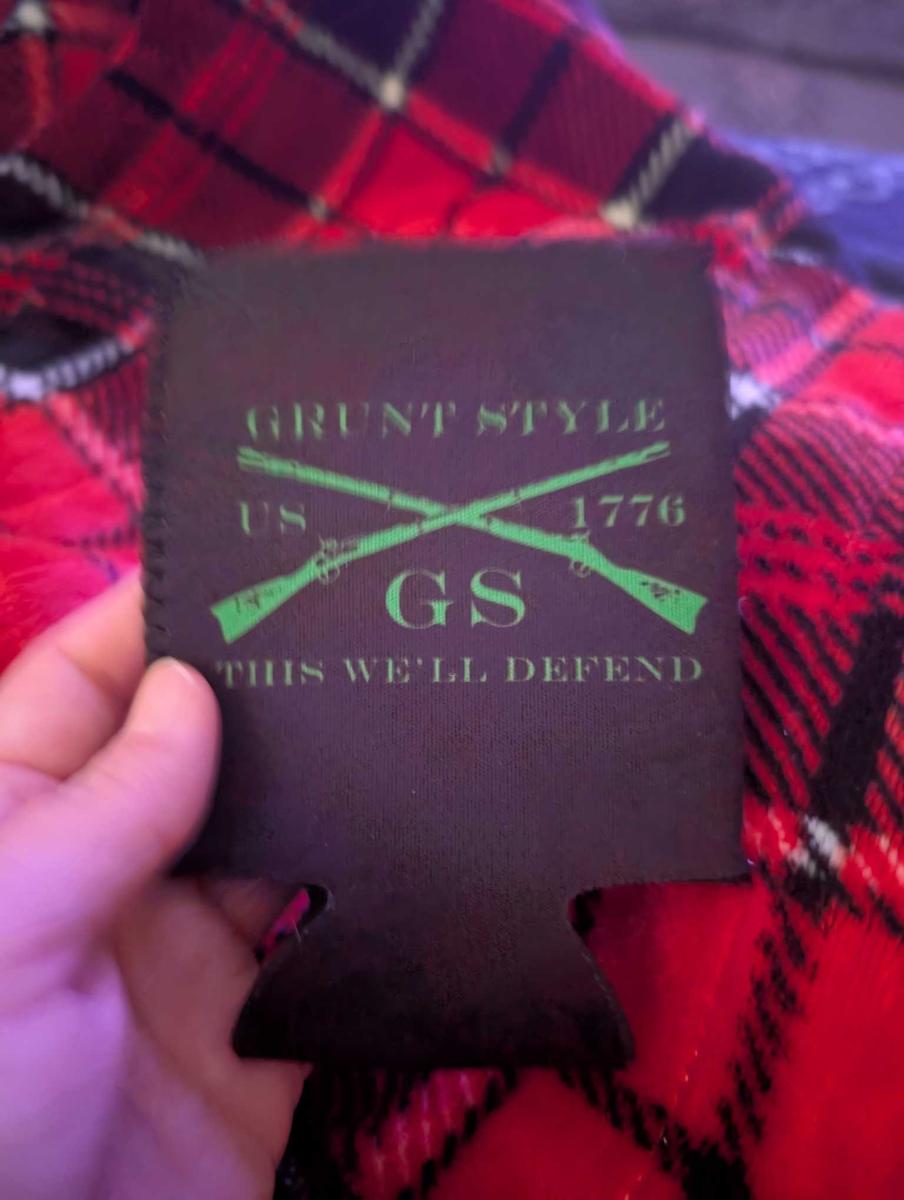 GRUNT STYLE
US 1776
GS
THIS WE'LL DEFEND